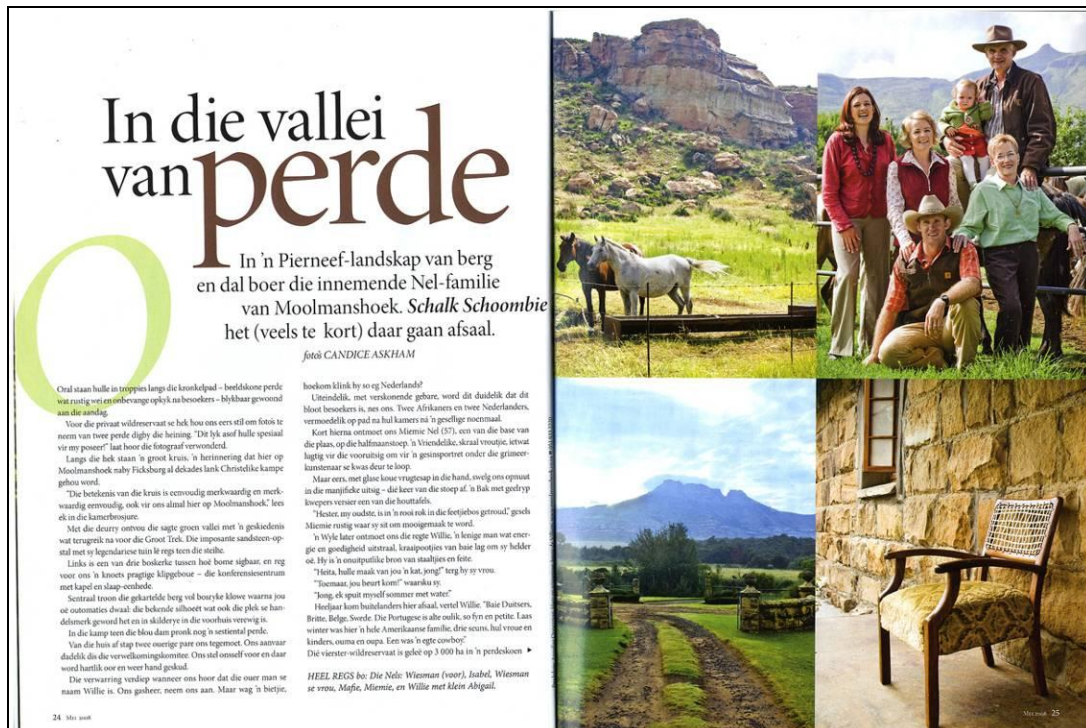 In die vallei
van perde
In 'n Pierneef-landskap van berg
en dal boer die innemende Nel-familie
van Moolmanshoek. Schalk Schoombie
het (veels te kort) daar gaan afsaal.
foto's CANDICE ASKHAM
O
Oral staan hulle in troppies langs die kronkelpad – beeldskone perde
wat rustig wei en onbevange opkyk na besoekers – blykbaar gewoond
aan die aandag.
Voor die privaat wildreservaat se hek hou ons eers stil om foto's te
neem van twee perde digby die heining. "Dit lyk asof hulle spesiaal
vir my poseer!" laat hoor die fotograaf verwonderd.
Langs die hek staan 'n groot kruis, 'n herinnering dat hier op
Moolmanshoek naby Ficksburg al dekades lank Christelike kampe
gehou word.
"Die betekenis van die kruis is eenvoudig merkwaardig en merk-
waardig eenvoudig, ook vir ons almal hier op Moolmanshoek," lees
ek in die kamerbrosjure.
Met die deurry ontvou die sagte groen vallei met 'n geskiedenis
wat terugreik na voor die Groot Trek. Die imposante sandsteen-op-
stal met sy legendariese tuin lê regs teen die steilte.
Links is een van drie boskerke tussen hoë bome sigbaar, en reg
voor ons 'n knoets pragtige klipgeboue – die konferensiesentrum
met kapel en slaap-eenhede.
Sentraal troon die gekartelde berg vol bosryke klowe waarna jou
oë outomaties dwaal: die bekende silhoeët wat ook die plek se han-
delsmerk geword het en in skilderye in die voorhuis verewig is.
In die kamp teen die blou dam pronk nog 'n sestiental perde.
Van die huis af stap twee ouerige pare ons tegemoet. Ons aanvaar
dadelik dis die verwelkomingskomitee. Ons stel onsself voor en daar
word hartlik oor en weer hand geskud.
Die verwarring verdiep wanneer ons hoor dat die ouer man se
naam Willie is. Ons gasheer, neem ons aan. Maar wag 'n bietjie,
hoekom klink hy so eg Nederlands?
Uiteindelik, met verskonende gebare, word dit duidelik dat dit
bloot besoekers is, nes ons. Twee Afrikaners en twee Nederlanders,
vermoedelik op pad na hul kamers ná 'n gesellige noenmaal.
Kort hierna ontmoet ons Miemie Nel (57), een van die base van
die plaas, op die halfmaanstoep. 'n Vriendelike, skraal vroutjie, ietwat
lugtig vir die vooruitsig om vir 'n gesinsportret onder die grimeer-
kunstenaar se kwas deur te loop.
Maar eers, met glase koue vrugtesap in die hand, swelg ons opnuut
in die manjifieke uitsig – dié keer van die stoep af. 'n Bak met geelryp
kwepers versier een van die houttafels.
"Hester, my oudste, is in 'n mooi rok in die feetjiebos getroud," gesels
Miemie rustig waar sy sit om mooigemaak te word.
'n Wyle later ontmoet ons die regte Willie, 'n lenige man wat ener-
gie en goedigheid uitstraal, kraaipootjies van baie lag om sy helder
oë. Hy is 'n onuitputlike bron van staaltjies en feite.
"Heita, hulle maak van jou 'n kat, jong!" terg hy sy vrou.
"Toemaar, jou beurt kom!" waarsku sy.
"Jong, ek spuit myself sommer met water."
Heeljaar kom buitelanders hier afsaal, vertel Willie. "Baie Duitsers,
Britte, Belge, Swede. Die Portugese is alte oulik, so fyn en petite. Laas
winter was hier 'n hele Amerikaanse familie, drie seuns, hul vroue en
kinders, ouma en oupa. Een was 'n egte cowboy."
Dié vierster-wildreservaat is geleë op 3 000 ha in 'n perdeskoen ▶
HEEL REGS bo: Die Nels: Wiesman (voor), Isabel, Wiesman
se vrou, Mafie, Miemie, en Willie met klein Abigail.
24 Mei 2008
Mei 2008 25